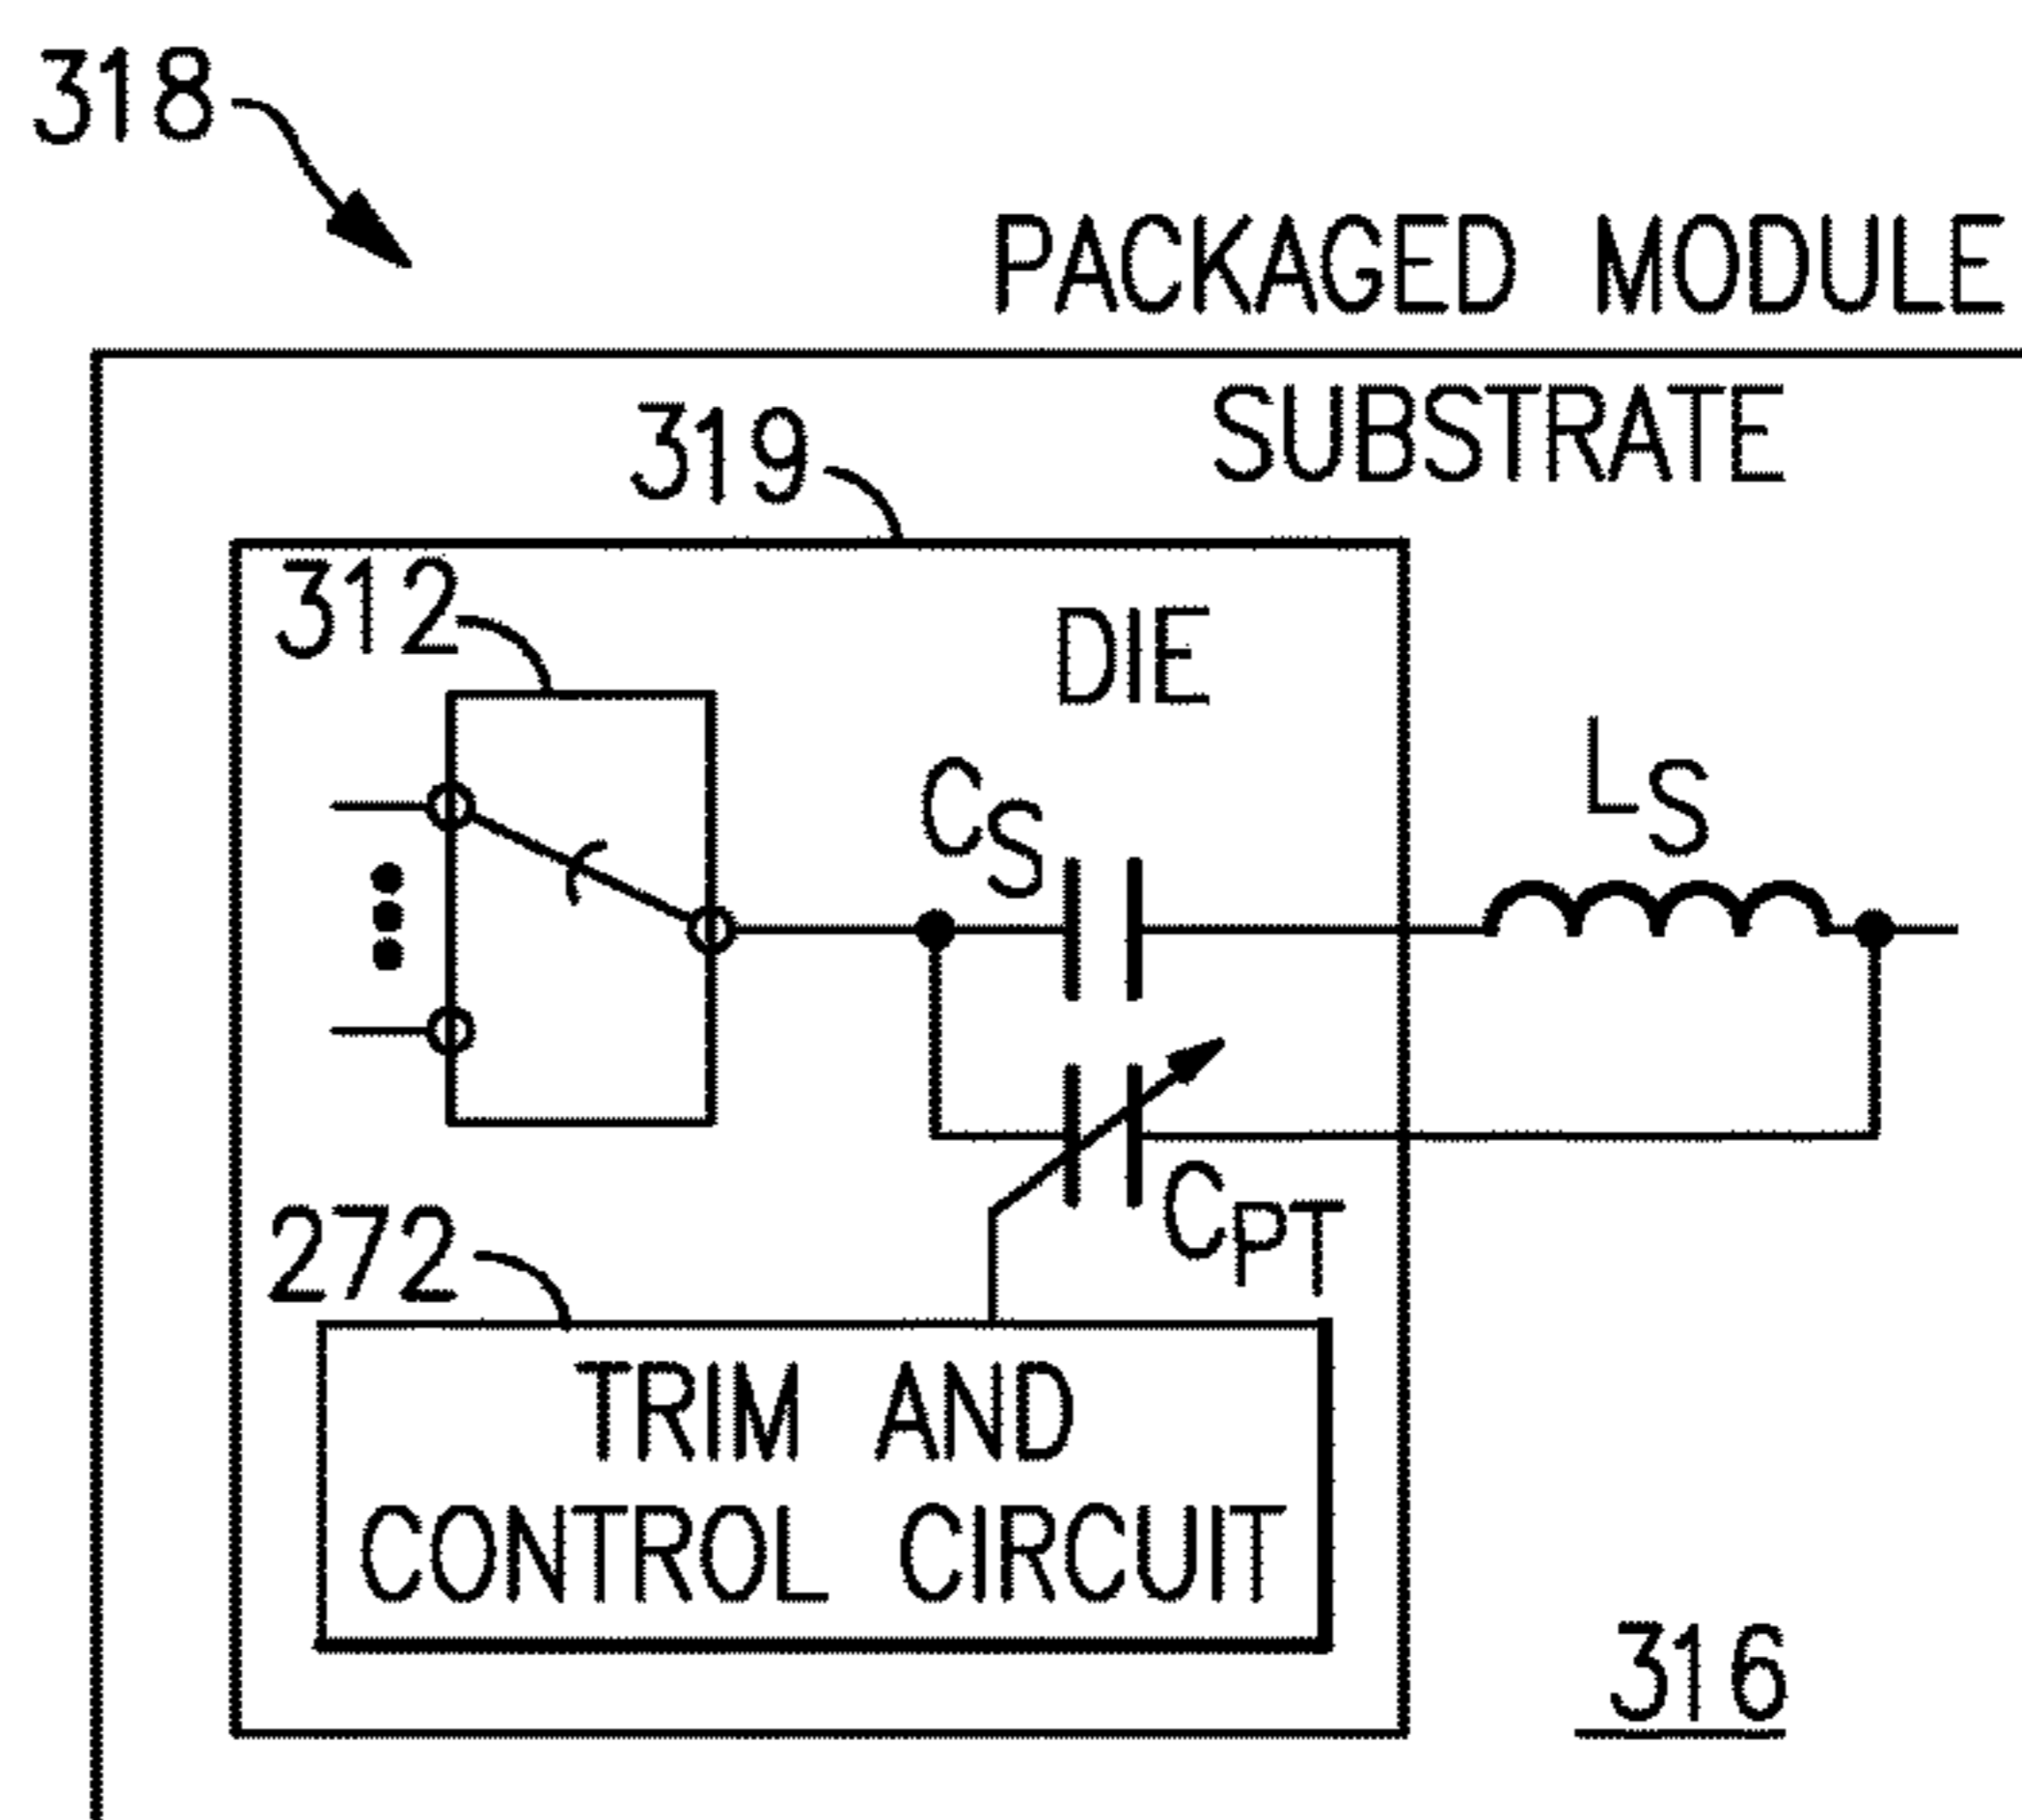 318
PACKAGED MODULE
SUBSTRATE
319
312
DIE
CS
LS
CPT
272
TRIM AND
CONTROL CIRCUIT
316